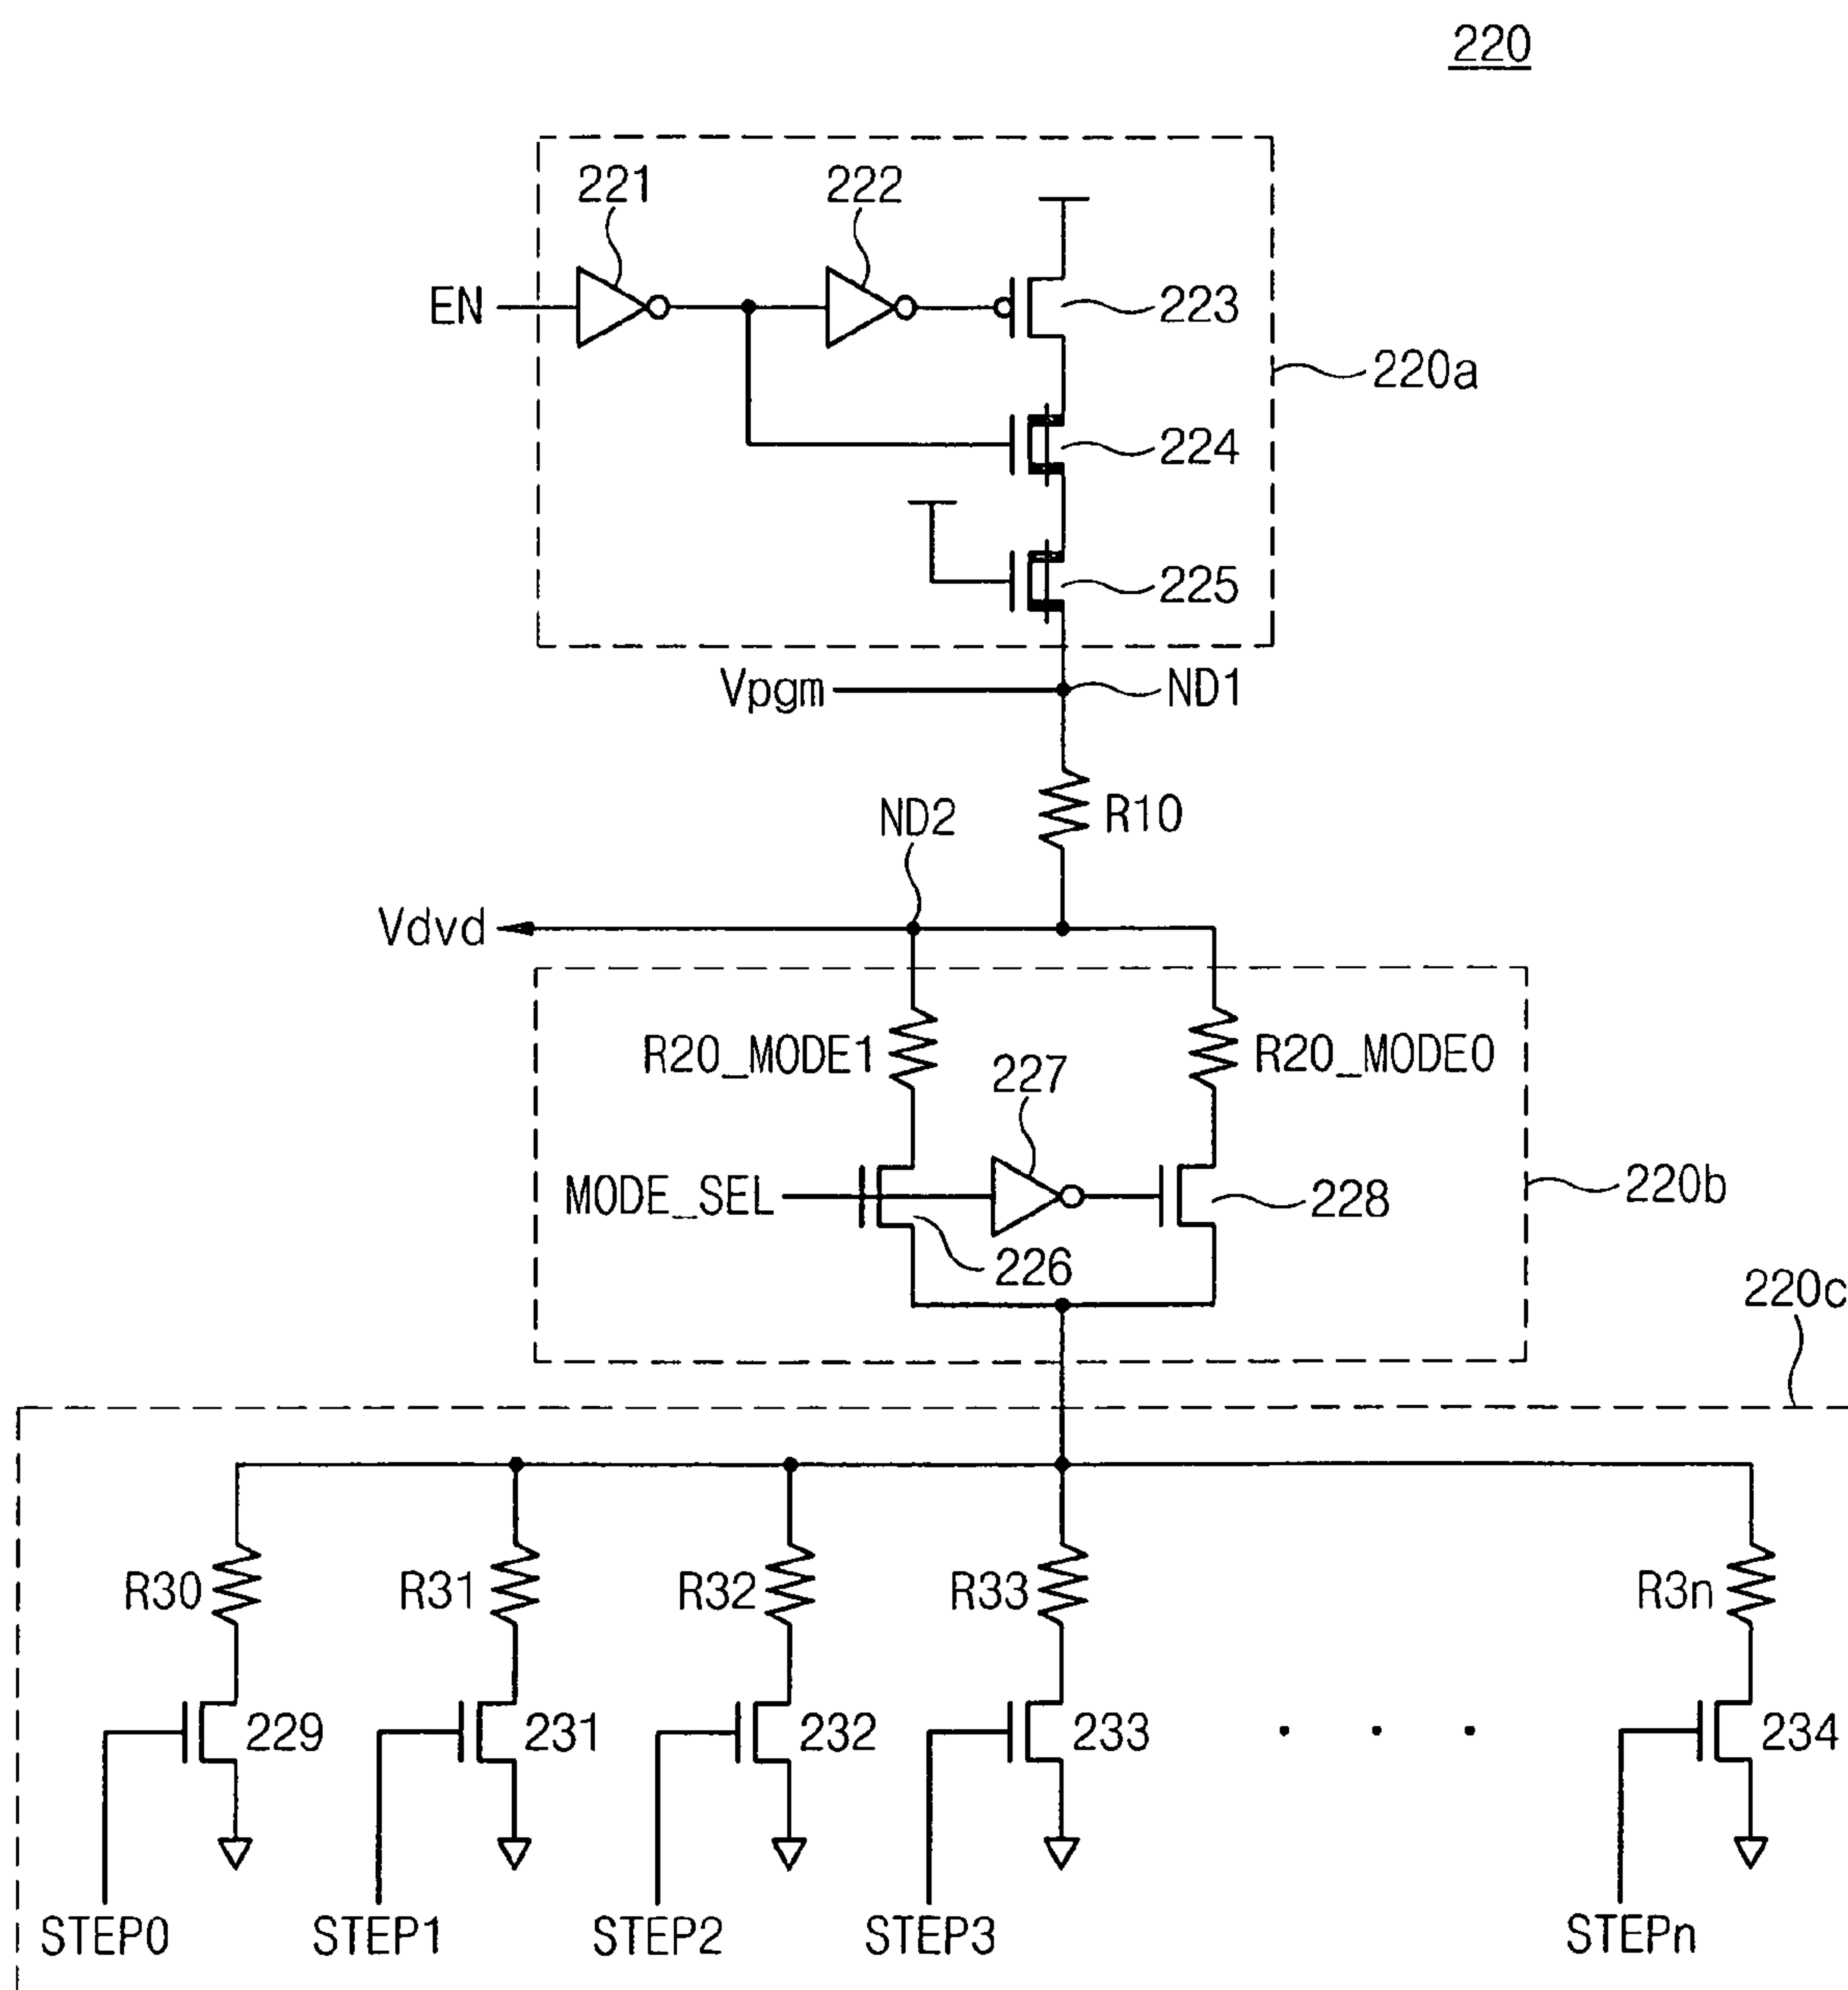 220
221
222
EN
223
220a
224
225
Vpgm
ND1
R10
ND2
Vdvd
R20_MODE1
R20_MODE0
227
MODE_SEL
228
220b
226
220c
R30
R31
R32
R33
R3n
229
231
232
233
. . .
234
STEP0
STEP1
STEP2
STEP3
STEPn